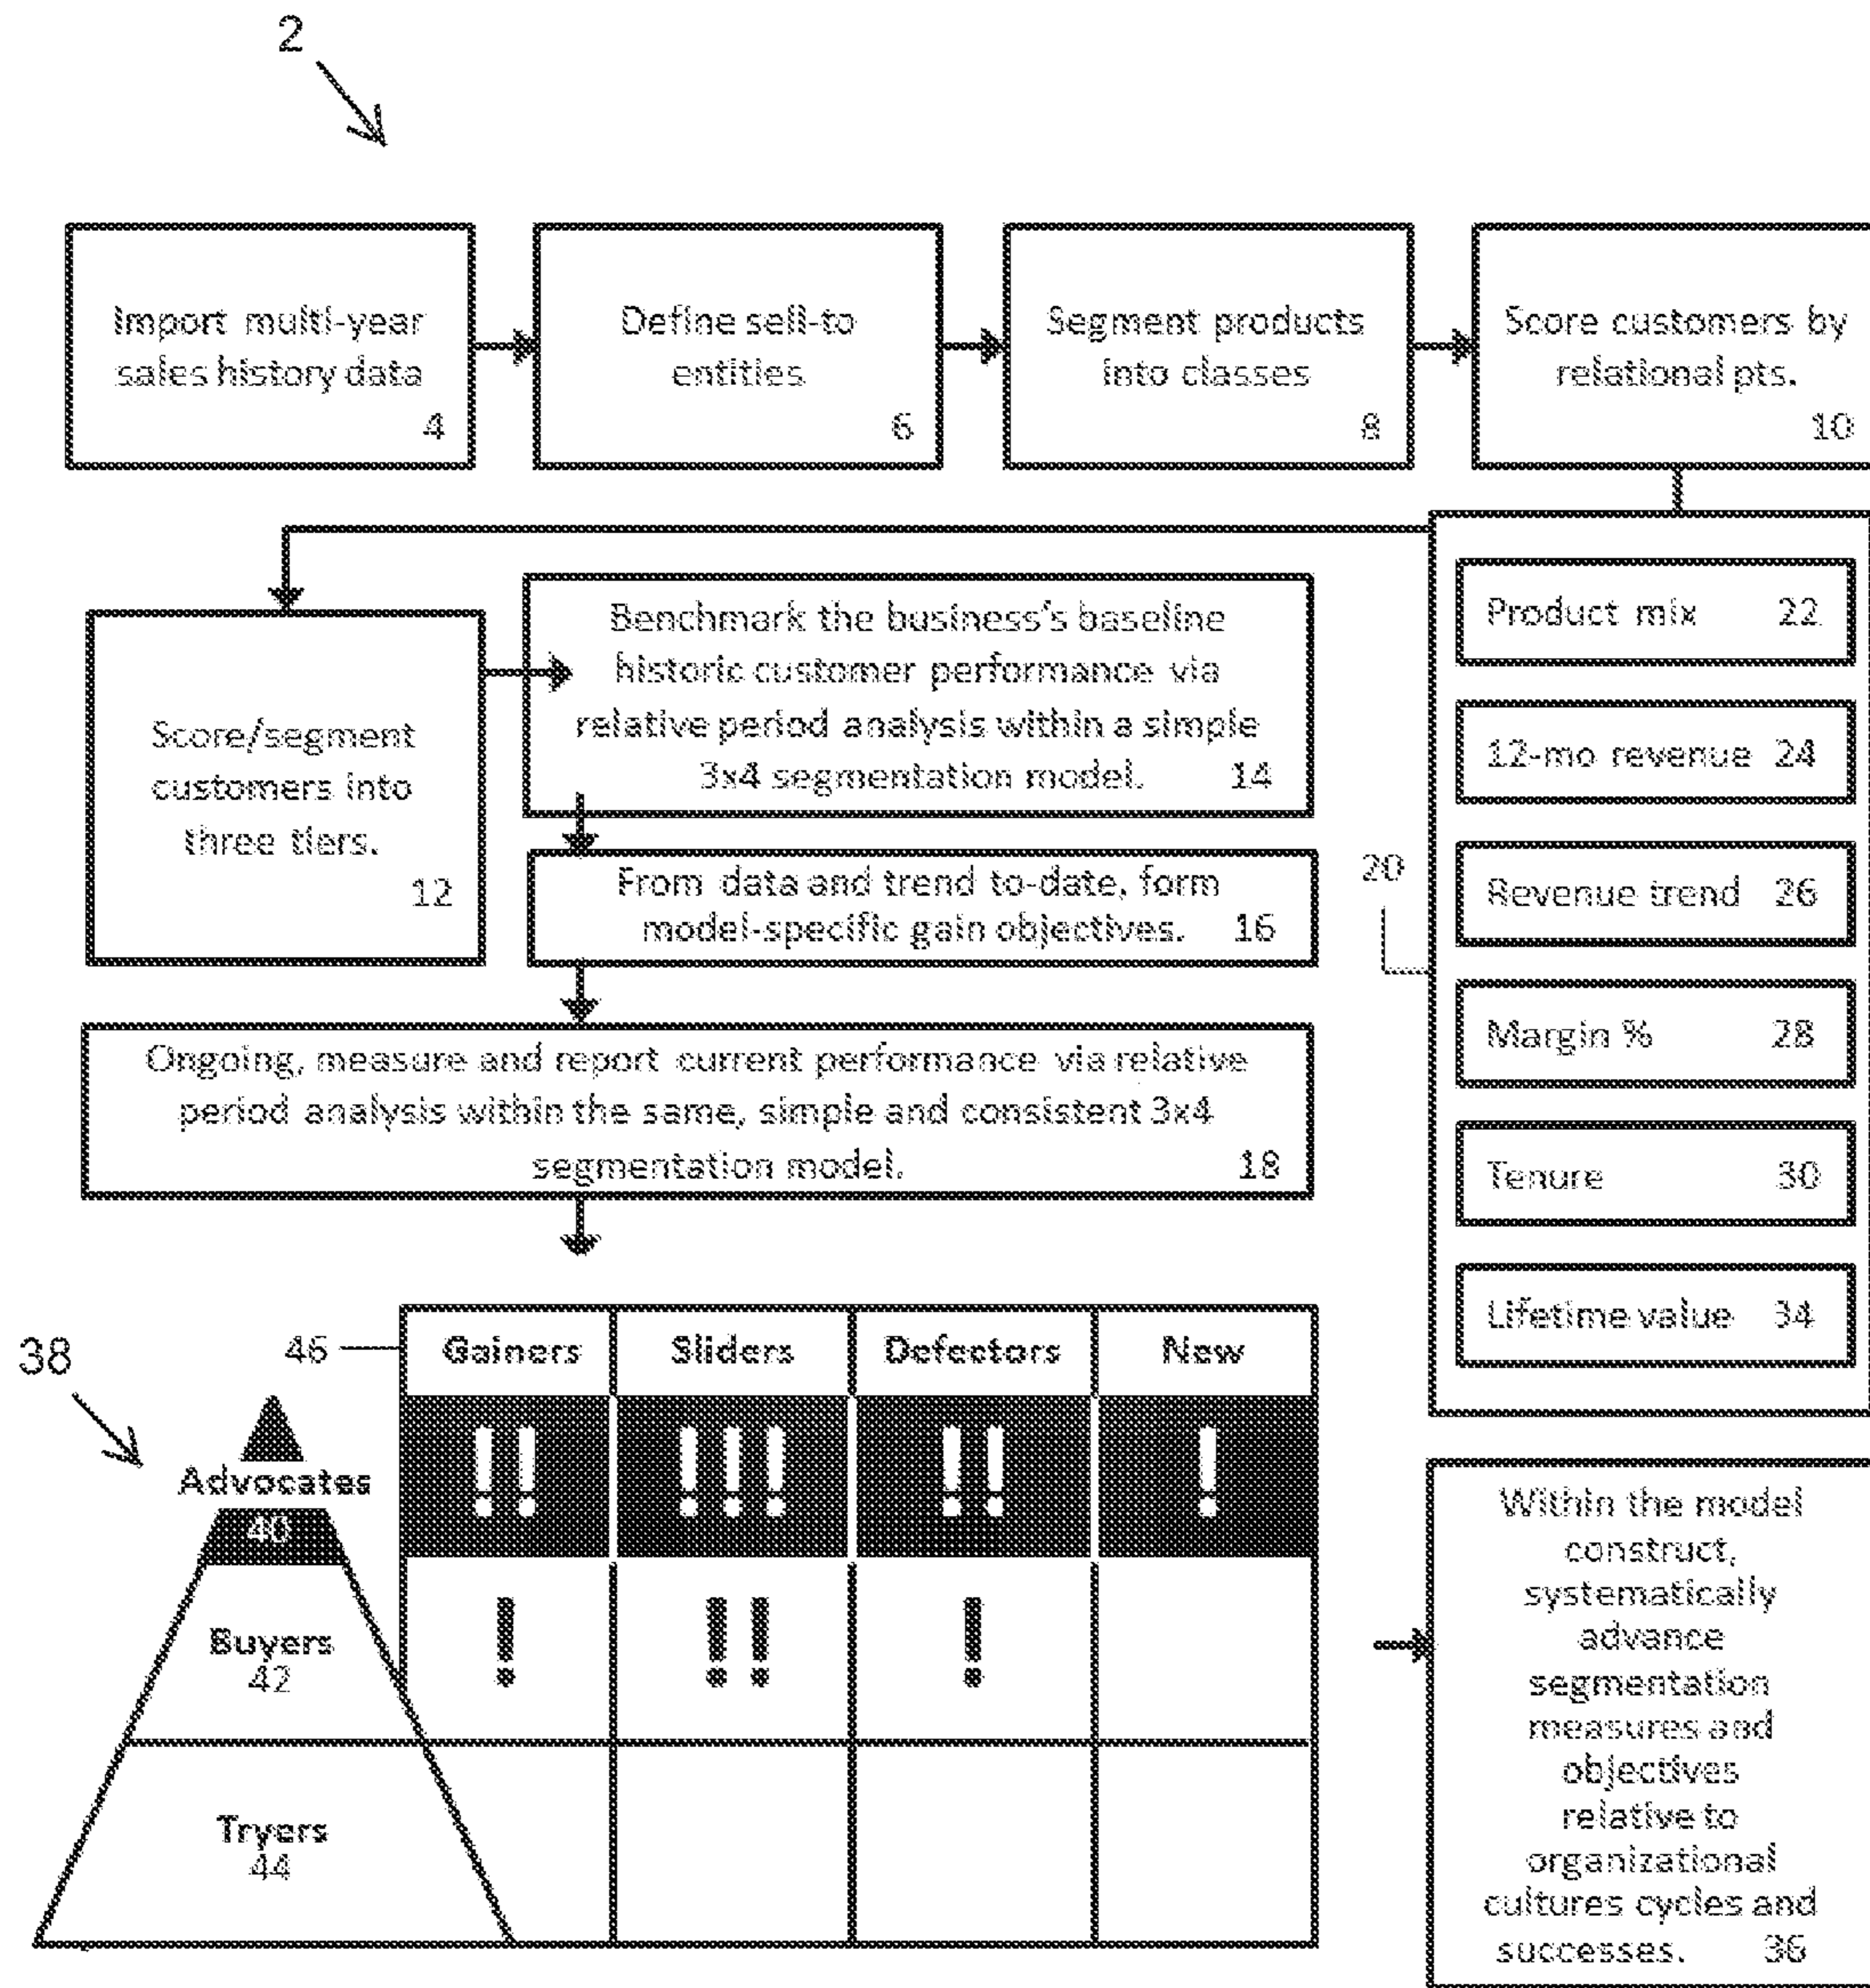 2
Import multi-year
sales history data
4
Define sell-to
entities
6
Segment products
into classes
8
Score customers by
relational pts.
10
Score/segment
customers into
three tiers.
12
Benchmark the business's baseline
historic customer performance via
relative period analysis within a simple
3x4 segmentation model. 14
From data and trend to-date, form
model-specific gain objectives. 16
Ongoing, measure and report current performance via relative
period analysis within the same, simple and consistent 3x4
segmentation model. 18
20
Product mix 22
12-mo revenue 24
Revenue trend 26
Margin % 28
Tenure 30
Lifetime value 34
38
46
Gainers Sliders Defectors New
Advocates
40
!! !!! !! !
Buyers
42
! !! !
Tryers
44
Within the model
construct,
systematically
advance
segmentation
measures and
objectives
relative to
organizational
cultures cycles and
successes. 36